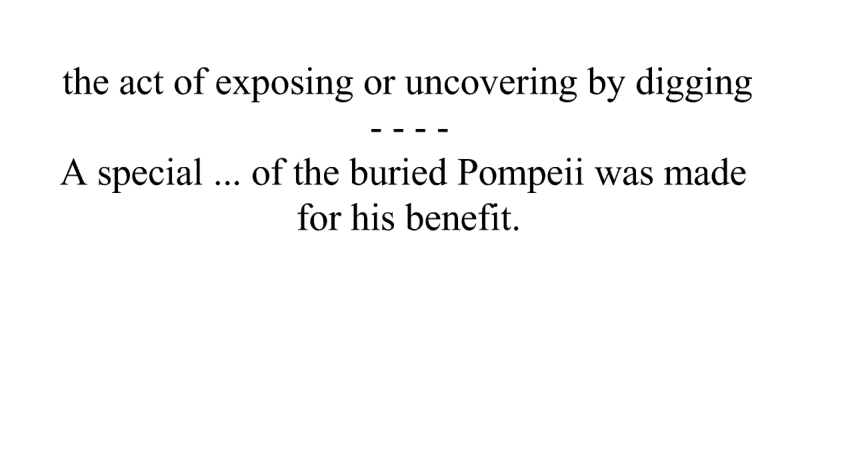 the act of exposing or uncovering by digging
- - - -
A special ... of the buried Pompeii was made
for his benefit.